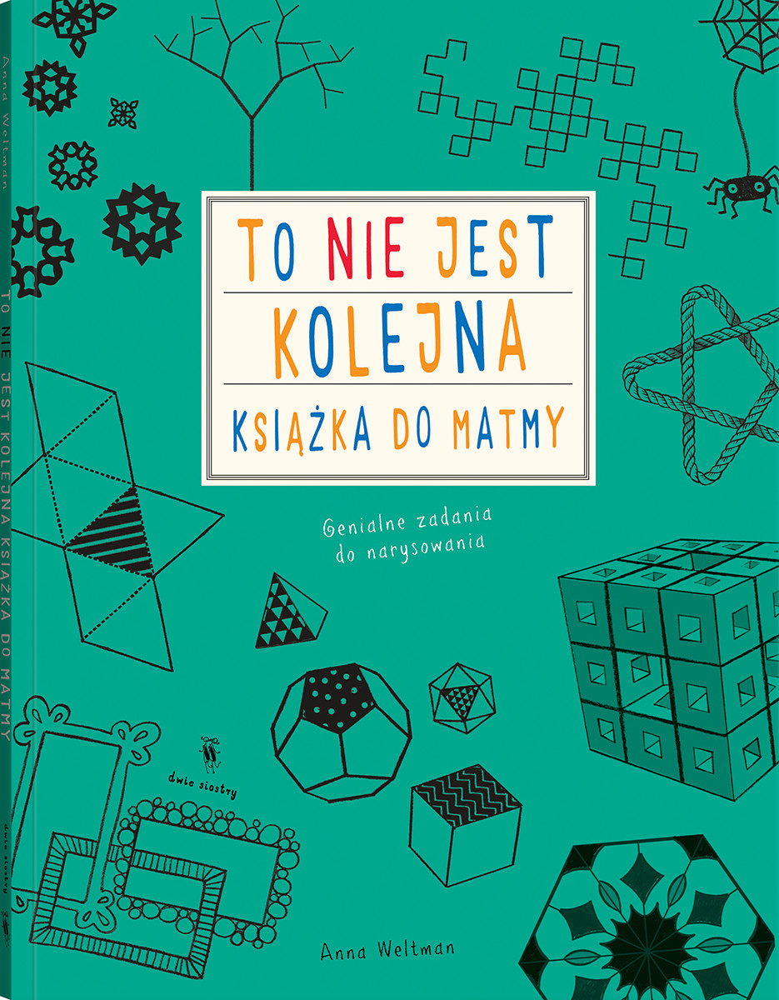 TO NIE JEST
KOLEJNA
KSIĄŻKA DO MATMY
Genialne zadania
do narysowania
dwie siostry
Anna Weltman
Anna Weltman
TO NIE JEST KOLEJNA KSIĄŻKA DO MATMY
dwie siostry